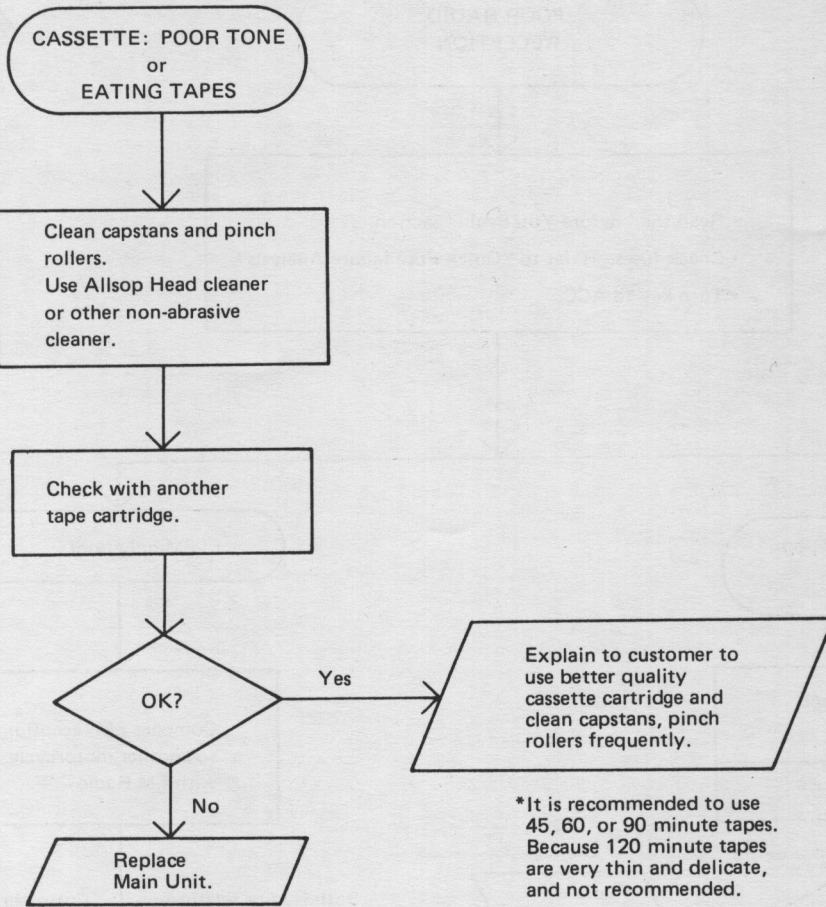 CASSETTE: POOR TONE
or
EATING TAPES
Clean capstans and pinch
rollers.
Use Allsop Head cleaner
or other non-abrasive
cleaner.
Check with another
tape cartridge.
OK?
Yes
Explain to customer to
use better quality
cassette cartridge and
clean capstans, pinch
rollers frequently.
No
Replace
Main Unit.
*It is recommended to use
45, 60, or 90 minute tapes.
Because 120 minute tapes
are very thin and delicate,
and not recommended.